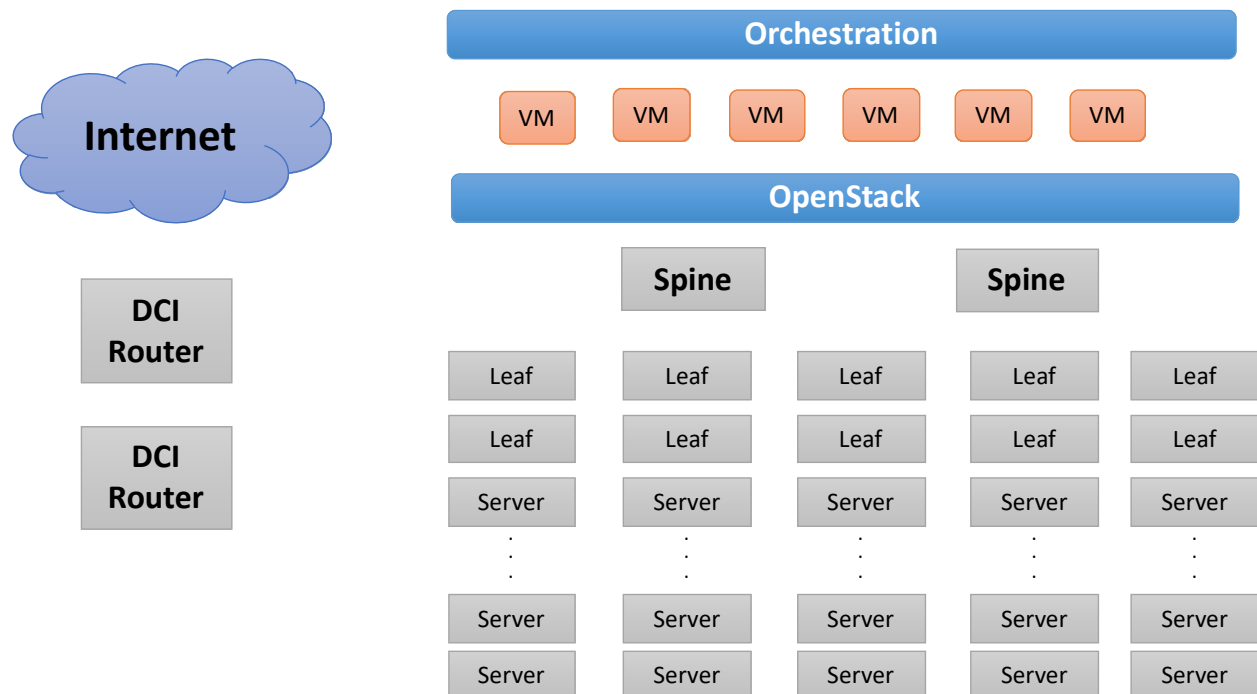 Orchestration
Internet
VM VM VM VM VM VM
OpenStack
Spine Spine
DCI
Router
DCI
Router
Leaf Leaf Leaf Leaf Leaf
Leaf Leaf Leaf Leaf Leaf
Server Server Server Server Server
. . . . .
. . . . .
. . . . .
Server Server Server Server Server
Server Server Server Server Server